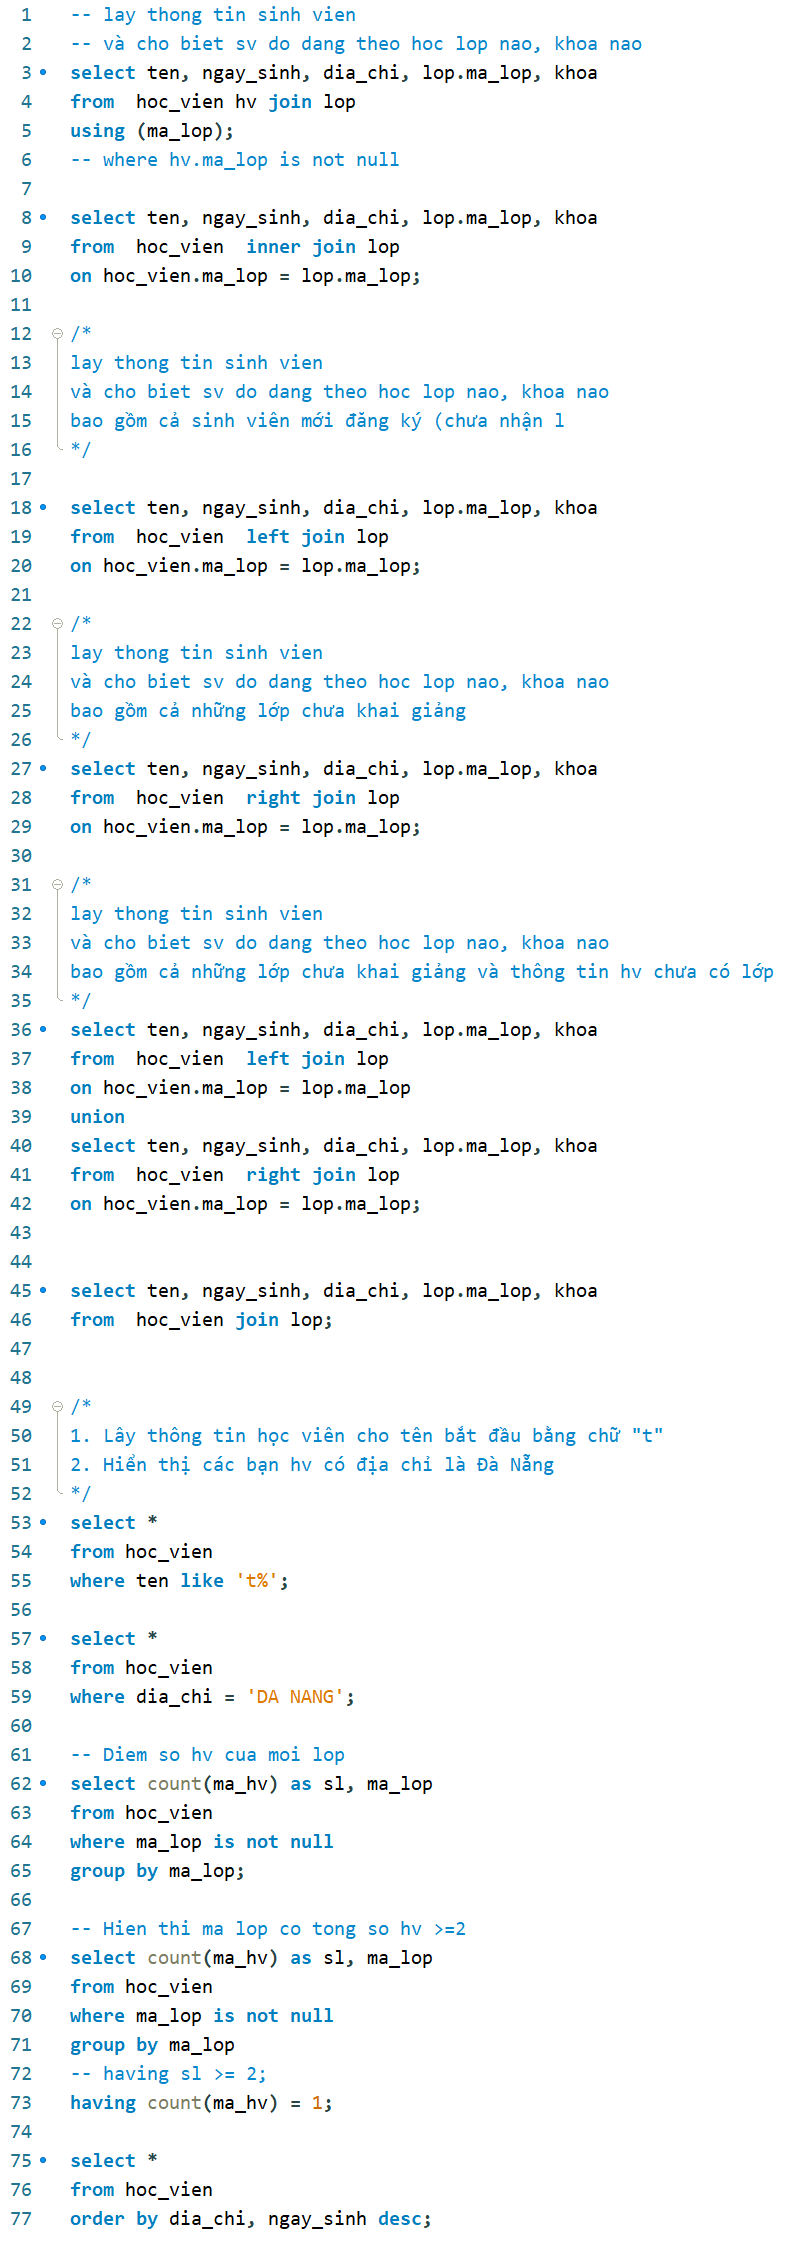 1 -- lay thong tin sinh vien
2 -- và cho biet sv do dang theo hoc lop nao, khoa nao
3 select ten, ngay_sinh, dia_chi, lop.ma_lop, khoa
4 from  hoc_vien hv join lop
5 using (ma_lop);
6 -- where hv.ma_lop is not null
7
8 select ten, ngay_sinh, dia_chi, lop.ma_lop, khoa
9 from  hoc_vien  inner join lop
10 on hoc_vien.ma_lop = lop.ma_lop;
11
12 /*
13 lay thong tin sinh vien
14 và cho biet sv do dang theo hoc lop nao, khoa nao
15 bao gồm cả sinh viên mới đăng ký (chưa nhận l
16 */
17
18 select ten, ngay_sinh, dia_chi, lop.ma_lop, khoa
19 from  hoc_vien  left join lop
20 on hoc_vien.ma_lop = lop.ma_lop;
21
22 /*
23 lay thong tin sinh vien
24 và cho biet sv do dang theo hoc lop nao, khoa nao
25 bao gồm cả những lớp chưa khai giảng
26 */
27 select ten, ngay_sinh, dia_chi, lop.ma_lop, khoa
28 from  hoc_vien  right join lop
29 on hoc_vien.ma_lop = lop.ma_lop;
30
31 /*
32 lay thong tin sinh vien
33 và cho biet sv do dang theo hoc lop nao, khoa nao
34 bao gồm cả những lớp chưa khai giảng và thông tin hv chưa có lớp
35 */
36 select ten, ngay_sinh, dia_chi, lop.ma_lop, khoa
37 from  hoc_vien  left join lop
38 on hoc_vien.ma_lop = lop.ma_lop
39 union
40 select ten, ngay_sinh, dia_chi, lop.ma_lop, khoa
41 from  hoc_vien  right join lop
42 on hoc_vien.ma_lop = lop.ma_lop;
43
44
45 select ten, ngay_sinh, dia_chi, lop.ma_lop, khoa
46 from  hoc_vien join lop;
47
48
49 /*
50 1. Lây thông tin học viên cho tên bắt đầu bằng chữ "t"
51 2. Hiển thị các bạn hv có địa chỉ là Đà Nẵng
52 */
53 select *
54 from hoc_vien
55 where ten like 't%';
56
57 select *
58 from hoc_vien
59 where dia_chi = 'DA NANG';
60
61 -- Diem so hv cua moi lop
62 select count(ma_hv) as sl, ma_lop
63 from hoc_vien
64 where ma_lop is not null
65 group by ma_lop;
66
67 -- Hien thi ma lop co tong so hv >=2
68 select count(ma_hv) as sl, ma_lop
69 from hoc_vien
70 where ma_lop is not null
71 group by ma_lop
72 -- having sl >= 2;
73 having count(ma_hv) = 1;
74
75 select *
76 from hoc_vien
77 order by dia_chi, ngay_sinh desc;